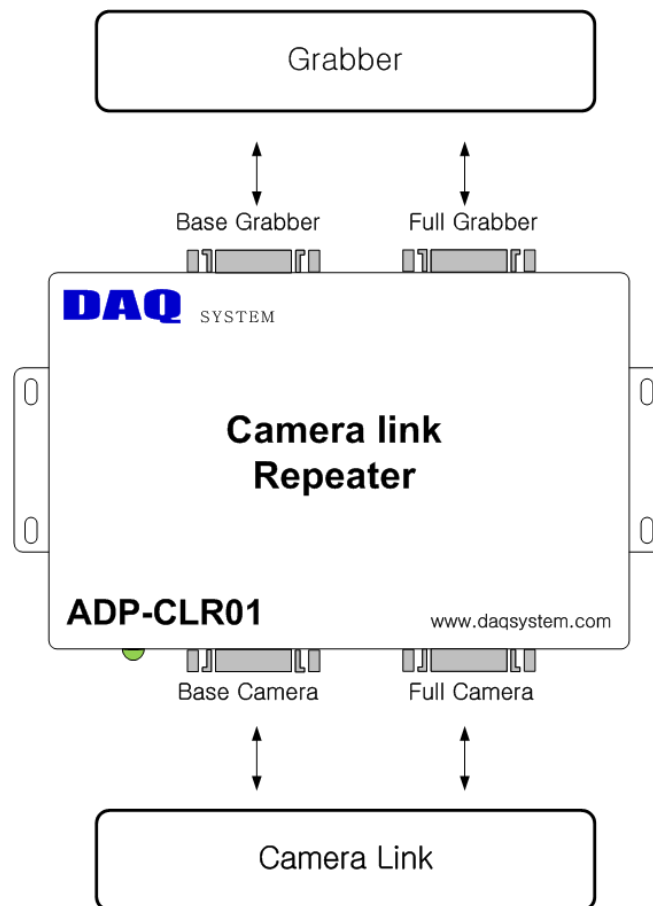 Grabber
Base Grabber
Full Grabber
DAQ SYSTEM
Camera link
Repeater
ADP-CLR01
www.daqsystem.com
Base Camera
Full Camera
Camera Link